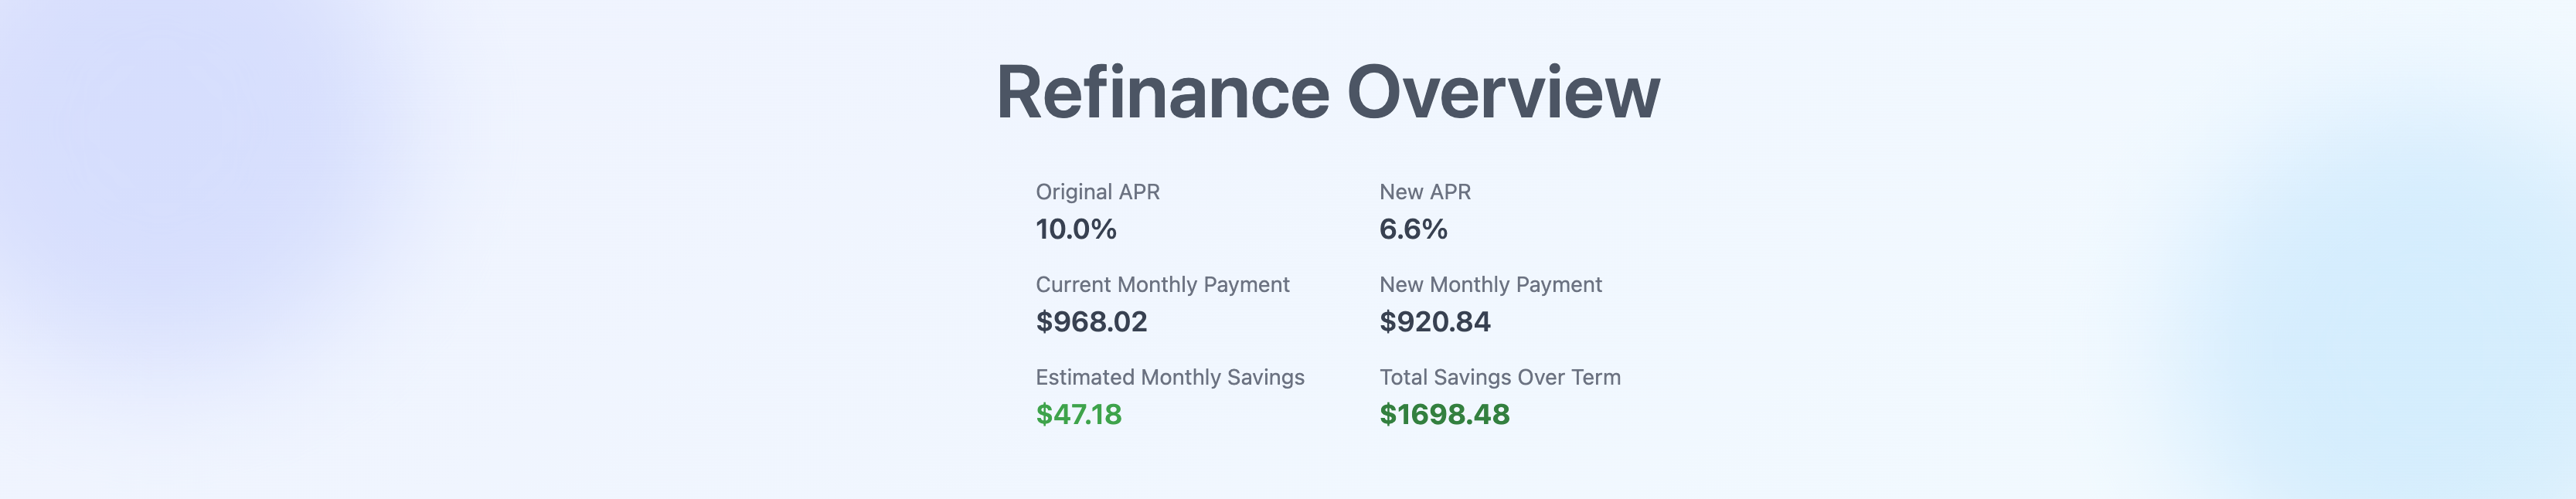 Refinance Overview
Original APR
New APR
10.0%
6.6%
Current Monthly Payment
New Monthly Payment
$968.02
$920.84
Estimated Monthly Savings
Total Savings Over Term
$47.18
$1698.48